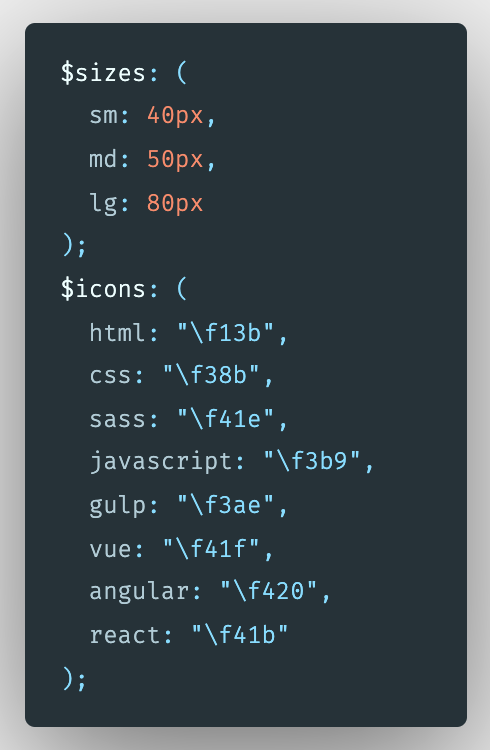 $sizes: (
  sm: 40px,
  md: 50px,
  lg: 80px
);
$icons: (
  html: "\f13b",
  css: "\f38b",
  sass: "\f41e",
  javascript: "\f3b9",
  gulp: "\f3ae",
  vue: "\f41f",
  angular: "\f420",
  react: "\f41b"
);